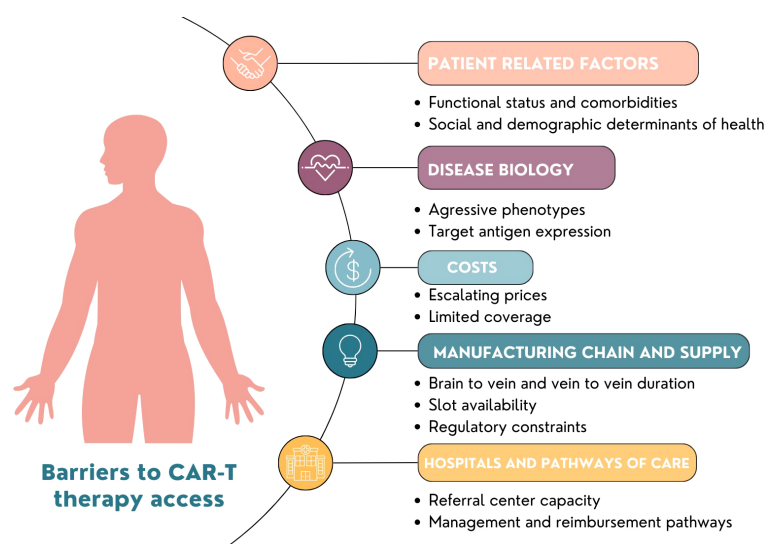 PATIENT RELATED FACTORS
• Functional status and comorbidities
• Social and demographic determinants of health
DISEASE BIOLOGY
• Agressive phenotypes
• Target antigen expression
COSTS
$
• Escalating prices
• Limited coverage
MANUFACTURING CHAIN AND SUPPLY
• Brain to vein and vein to vein duration
• Slot availability
• Regulatory constraints
HOSPITALS AND PATHWAYS OF CARE
• Referral center capacity
• Management and reimbursement pathways
Barriers to CAR-T
therapy access